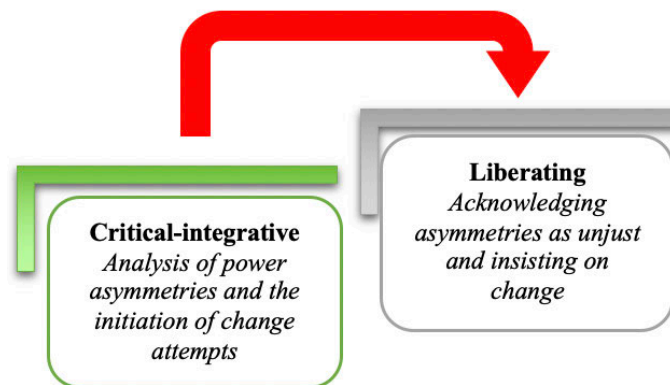 Critical-integrative
Analysis of power
asymmetries and the
initiation of change
attempts
Liberating
Acknowledging
asymmetries as unjust
and insisting on
change